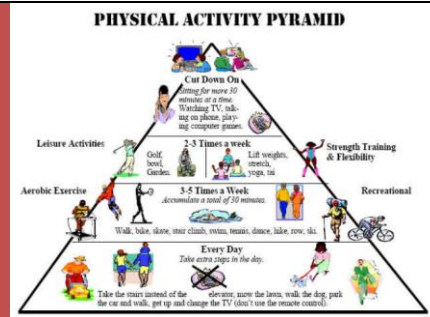 PHYSICAL ACTIVITY PYRAMID
Cut Down On
Sitting for more 30
minutes at a time.
Watching TV, talk-
ing on phone, play-
ing computer games.
Leisure Activities
2-3 Times a week
Strength Training
& Flexibility
Golf,
bowl,
Garden
Lift weights,
stretch,
yoga, tai
Aerobic Exercise
3-5 Times a Week
Recreational
Accumulate a total of 30 minutes.
Walk, bike, skate, stair climb, swim, tennis, dance, hike, row, ski.
Every Day
Take extra steps in the day.
Take the stairs instead of the elevator, mow the lawn, walk the dog, park
the car and walk, get up and change the TV (don't use the remote control).